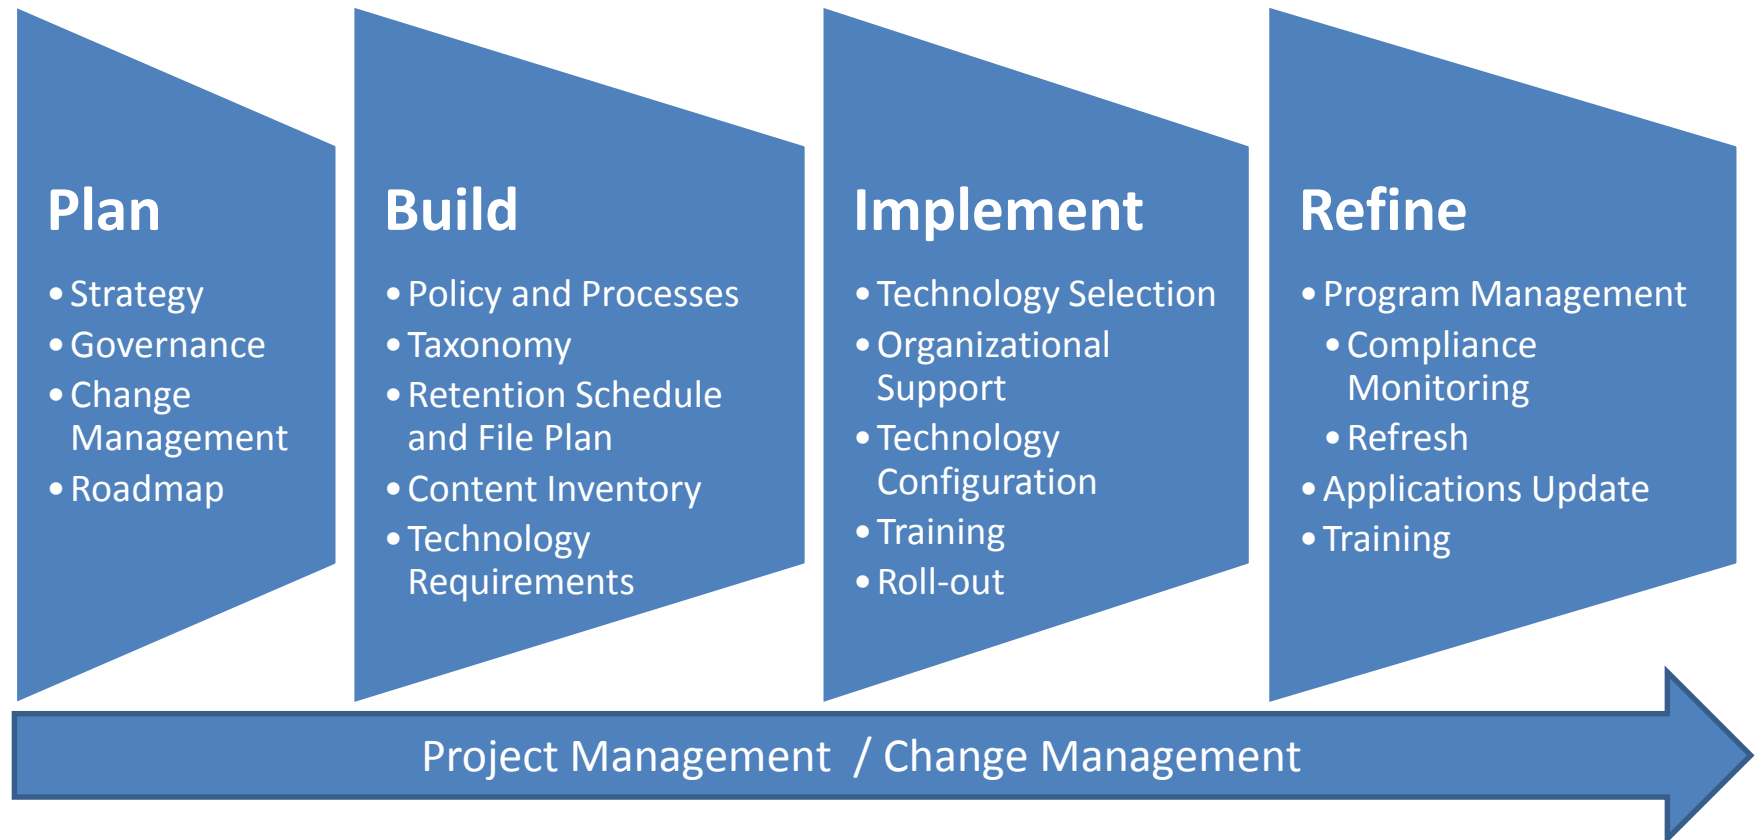 Plan
• Strategy
• Governance
• Change
Management
• Roadmap
Build
• Policy and Processes
• Taxonomy
• Retention Schedule
and File Plan
• Content Inventory
• Technology
Requirements
Implement
• Technology Selection
• Organizational
Support
• Technology
Configuration
• Training
• Roll-out
Refine
• Program Management
• Compliance
Monitoring
• Refresh
• Applications Update
• Training
Project Management / Change Management